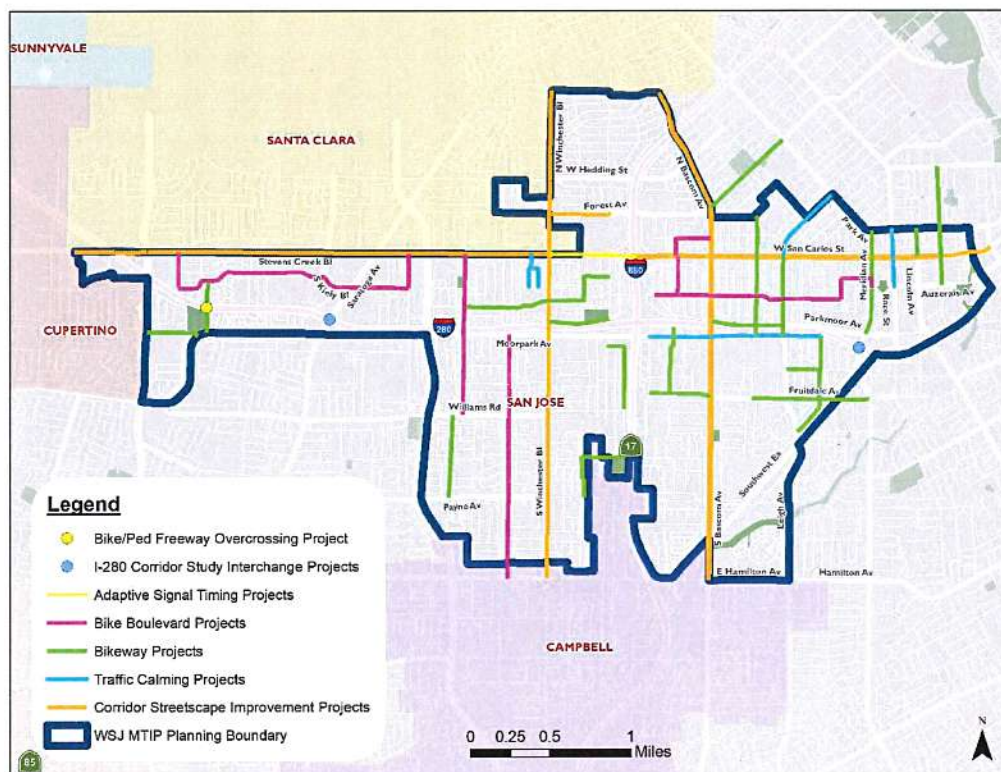 SUNNYVALE
SANTA CLARA
N Winchester Bl
W Hedding St
N Bascom Av
Forest Av
Park Av
W San Carlos St
Stevens Creek Bl
S Kiely Bl
Saratoga Av
880
Meridian Av
Race St
Lincoln Av
Auzerais Av
CUPERTINO
280
Parkmoor Av
Moorpark Av
Fruitdale Av
Williams Rd
SAN JOSE
17
S Winchester Bl
S Bascom Av
Southwest Ex
Leigh Av
Payne Av
E Hamilton Av
Hamilton Av
CAMPBELL
Legend
Bike/Ped Freeway Overcrossing Project
I-280 Corridor Study Interchange Projects
Adaptive Signal Timing Projects
Bike Boulevard Projects
Bikeway Projects
Traffic Calming Projects
Corridor Streetscape Improvement Projects
WSJ MTIP Planning Boundary
0 0.25 0.5 1
Miles
N
85